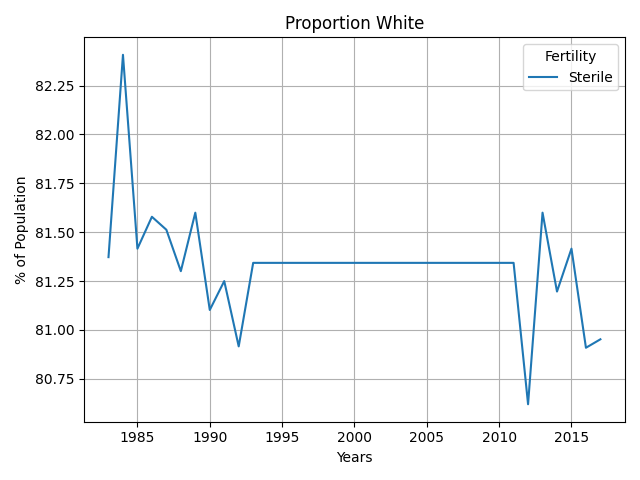 Proportion White
Fertility
Sterile
% of Population
82.25
82.00
81.75
81.50
81.25
81.00
80.75
1985 1990 1995 2000 2005 2010 2015
Years